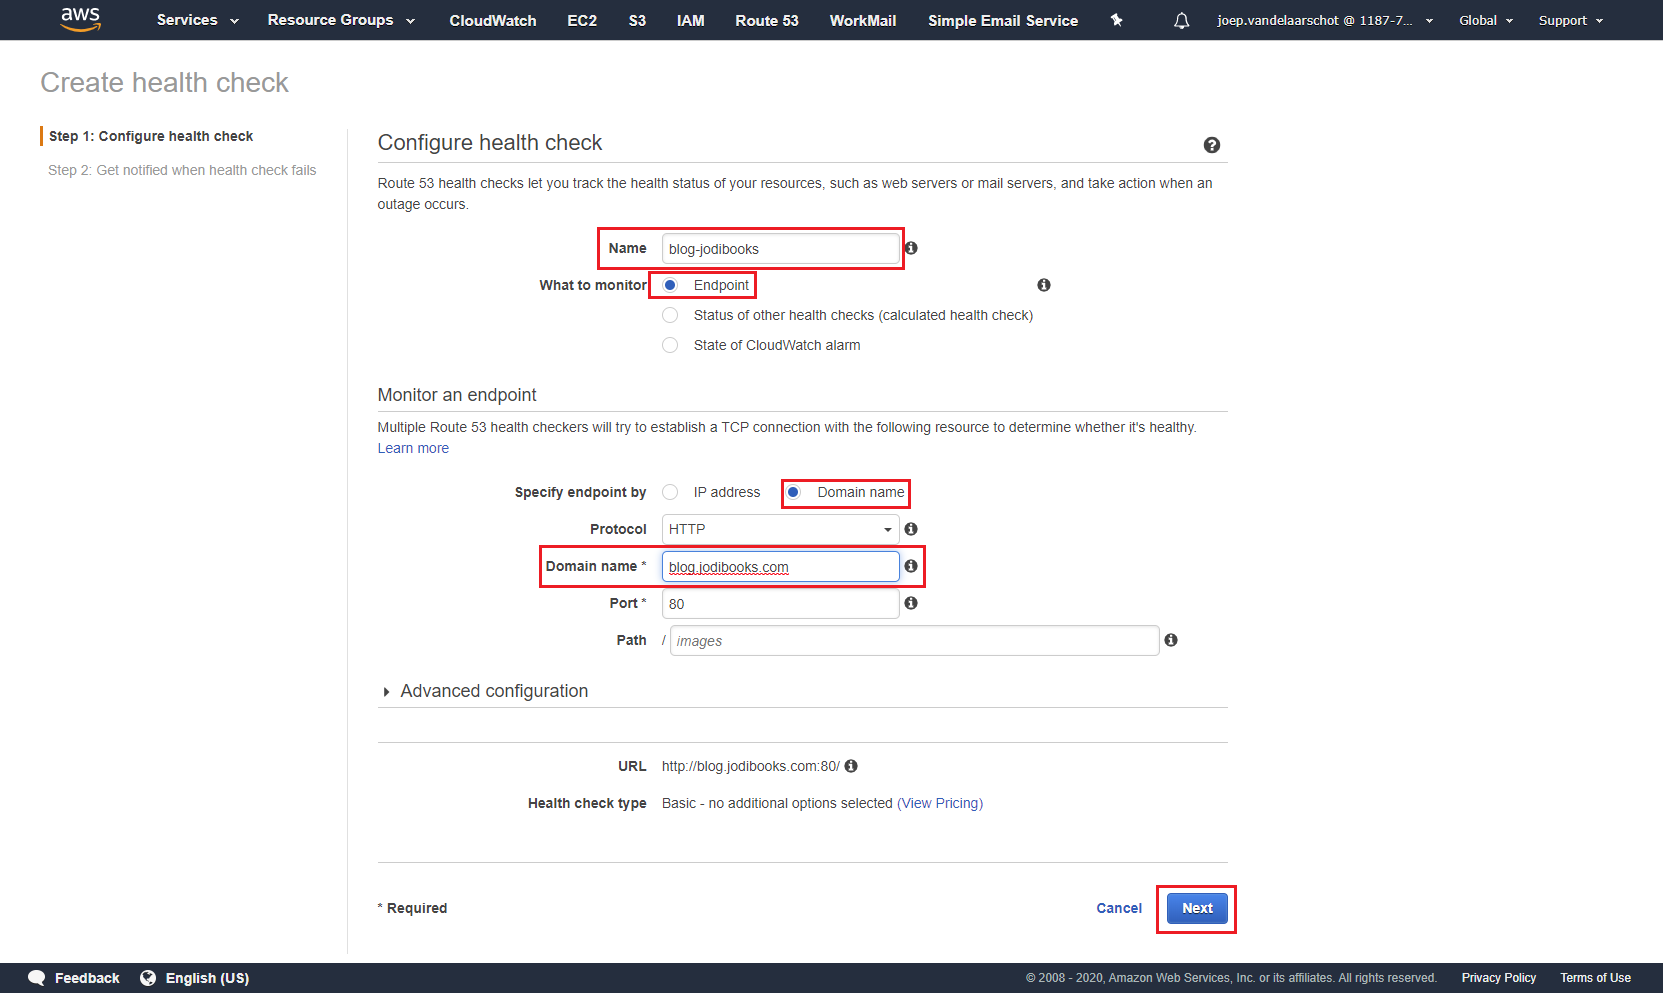 aws Services Resource Groups CloudWatch EC2 S3 IAM Route 53 WorkMail Simple Email Service joep.vandelaarschot @ 1187-7... Global Support
Create health check
Step 1: Configure health check
Step 2: Get notified when health check fails
Configure health check
Route 53 health checks let you track the health status of your resources, such as web servers or mail servers, and take action when an
outage occurs.
Name blog-jodibooks
What to monitor Endpoint
Status of other health checks (calculated health check)
State of CloudWatch alarm
Monitor an endpoint
Multiple Route 53 health checkers will try to establish a TCP connection with the following resource to determine whether it's healthy.
Learn more
Specify endpoint by IP address Domain name
Protocol HTTP
Domain name * blog.jodibooks.com
Port * 80
Path / images
Advanced configuration
URL http://blog.jodibooks.com:80/
Health check type Basic - no additional options selected (View Pricing)
* Required Cancel Next
Feedback English (US) © 2008 - 2020, Amazon Web Services, Inc. or its affiliates. All rights reserved. Privacy Policy Terms of Use